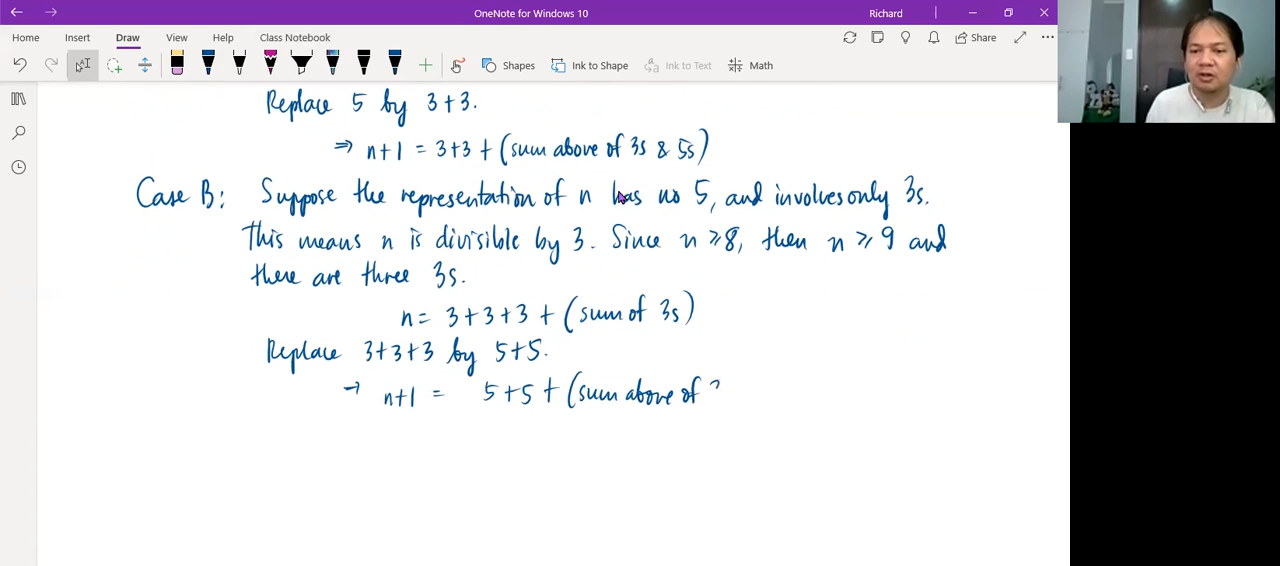 OneNote for Windows 10
Richard
Home Insert Draw View Help Class Notebook
Share
Shapes Ink to Shape Ink to Text Math
Replace 5 by 3+3.
⇒ n+1 = 3+3 + (sum above of 3s & 5s)
Case B: Suppose the representation of n has no 5, and involves only 3s.
This means n is divisible by 3. Since n ≥ 8, then n ≥ 9 and
there are three 3s.
n = 3+3+3 + (sum of 3s)
Replace 3+3+3 by 5+5.
→ n+1 = 5+5 + (sum above of